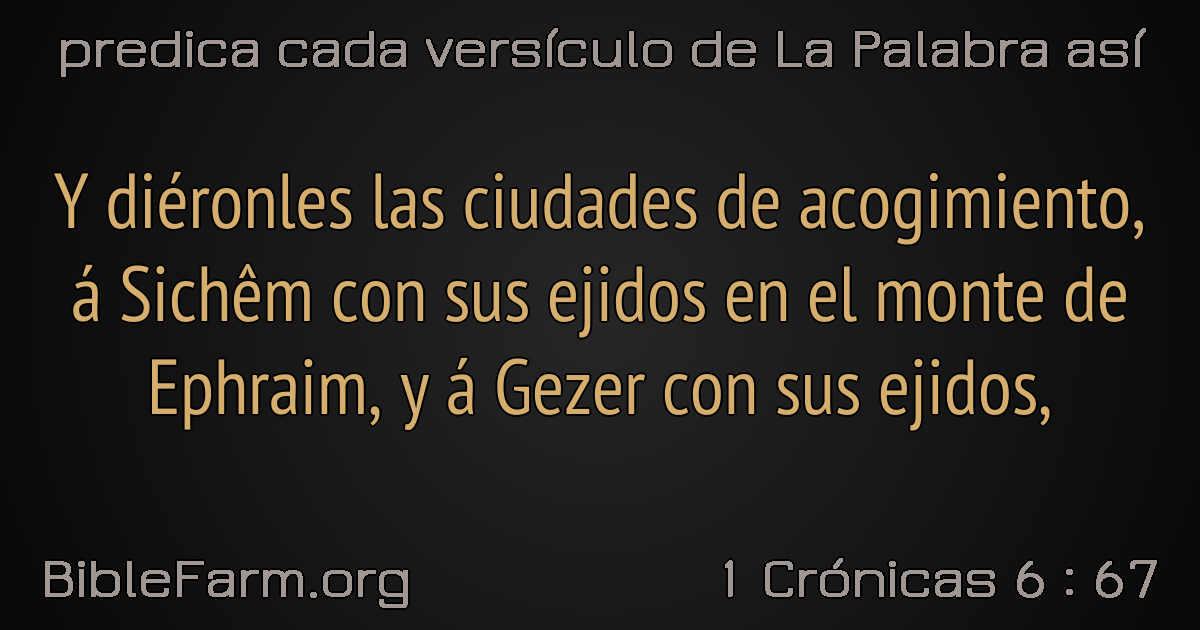 predica cada versículo de La Palabra así
Y diéronles las ciudades de acogimiento,
á Sichêm con sus ejidos en el monte de
Ephraim, y á Gezer con sus ejidos,
BibleFarm.org
1 Crónicas 6 : 67